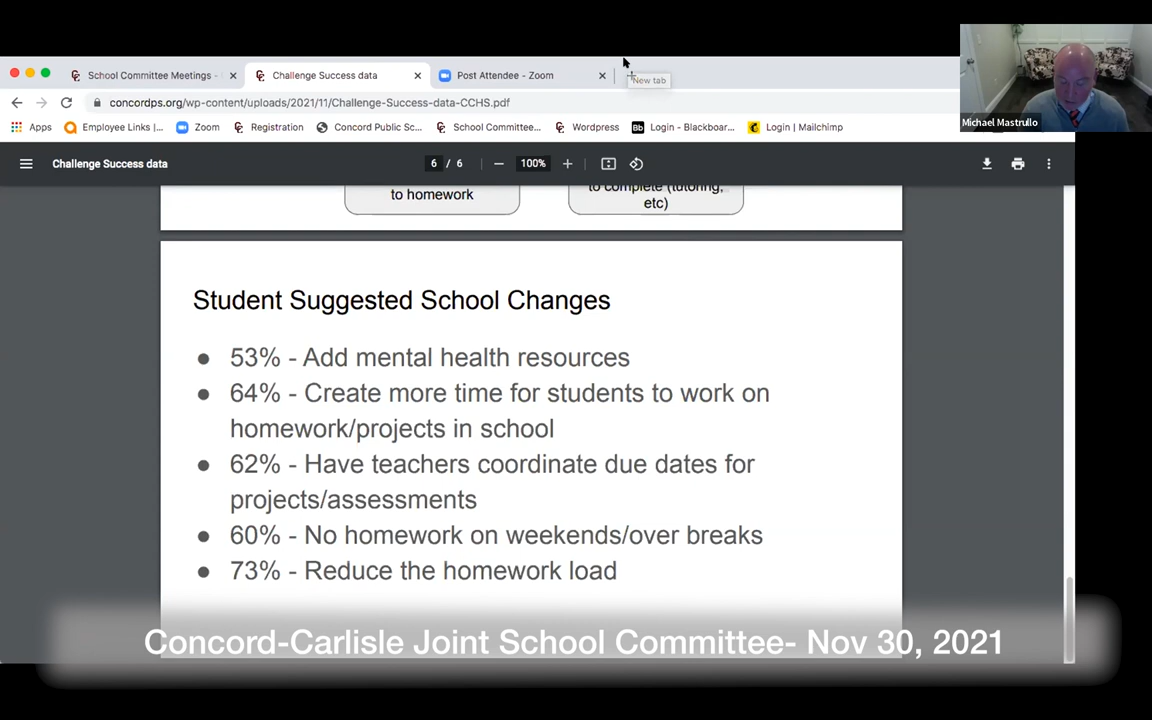 School Committee Meetings -
Challenge Success data
Post Attendee - Zoom
New tab
concordps.org/wp-content/uploads/2021/11/Challenge-Success-data-CCHS.pdf
Apps
Employee Links |...
Zoom
Registration
Concord Public Sc...
School Committee...
Wordpress
Bb
Login - Blackboar...
Login | Mailchimp
Michael Mastrullo
Challenge Success data
6 / 6
100%
to homework
to complete (tutoring,
etc)
Student Suggested School Changes
● 53% - Add mental health resources
● 64% - Create more time for students to work on
homework/projects in school
● 62% - Have teachers coordinate due dates for
projects/assessments
● 60% - No homework on weekends/over breaks
● 73% - Reduce the homework load
Concord-Carlisle Joint School Committee- Nov 30, 2021